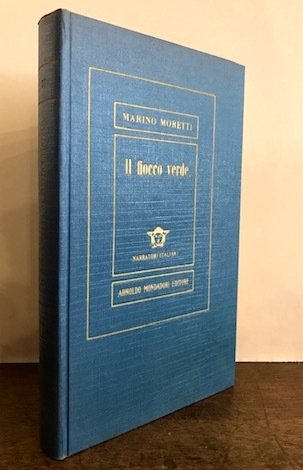 MARINO MORETTI
Il fiocco verde
NARRATORI ITALIANI
ARNOLDO MONDADORI EDITORE